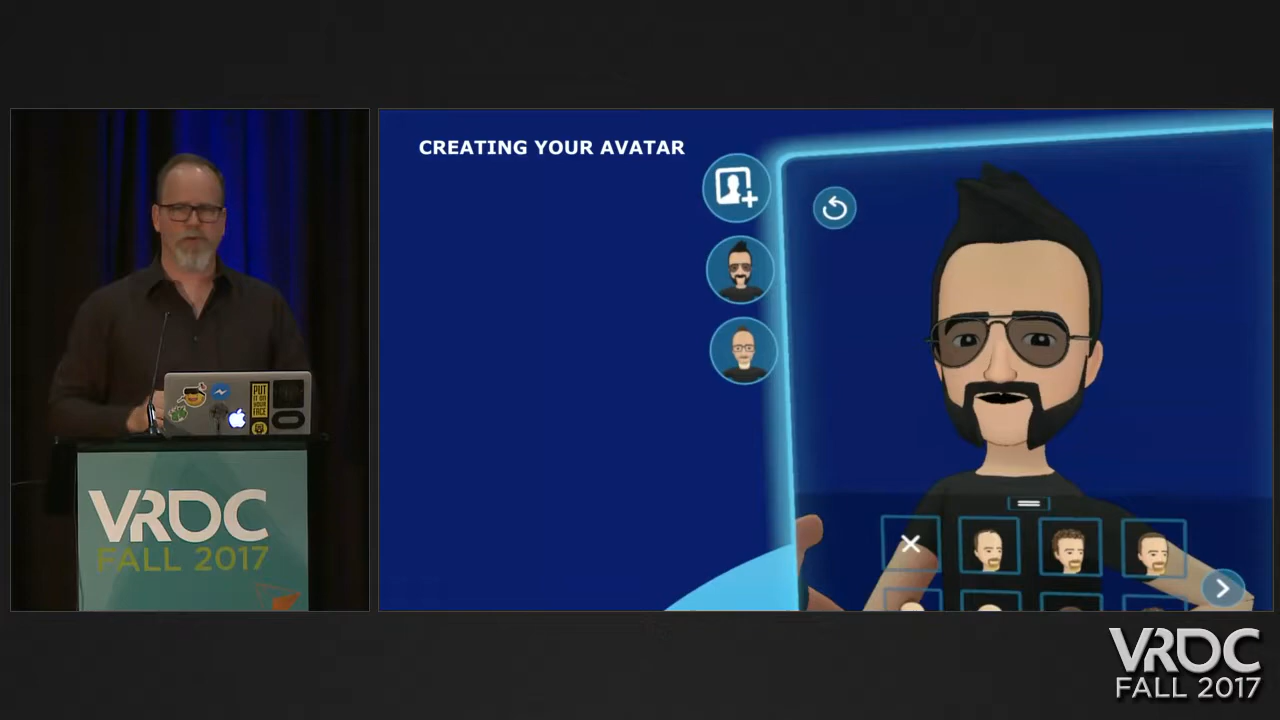 CREATING YOUR AVATAR
PUT
IT ON
YOUR
FACE
VRDC
FALL 2017
VRDC
FALL 2017